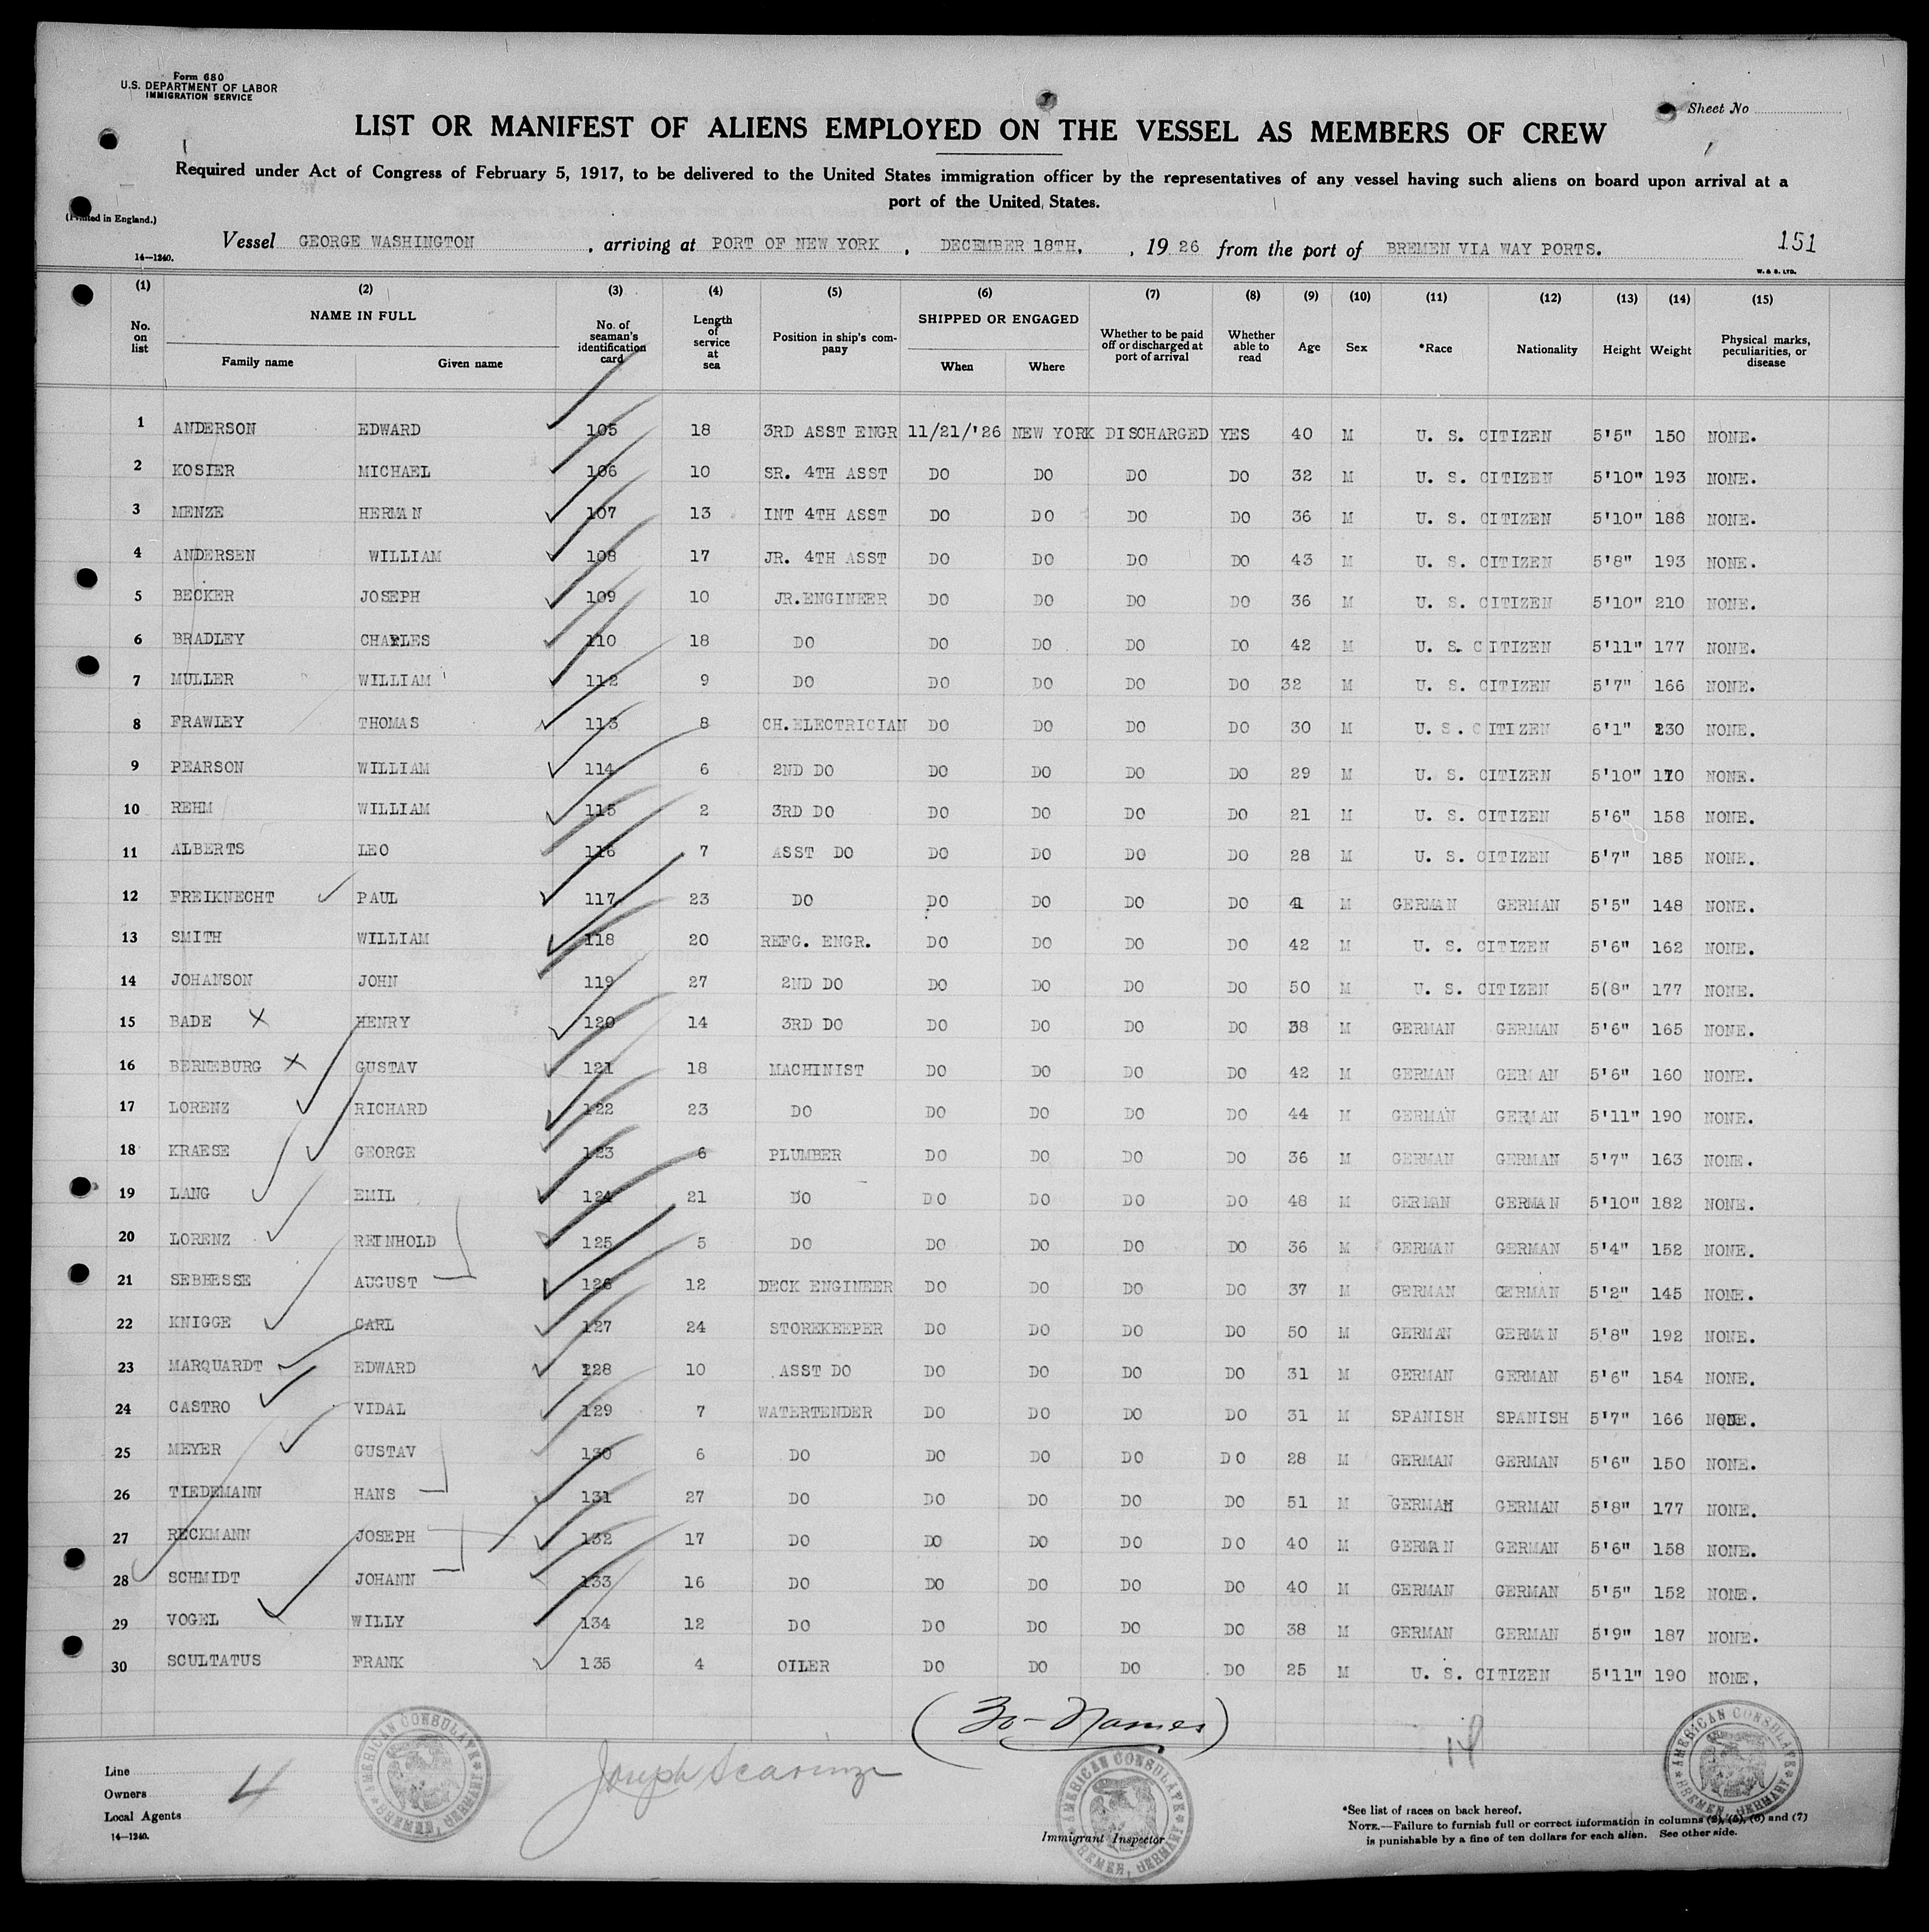 Form 680
U.S. DEPARTMENT OF LABOR
IMMIGRATION SERVICE
Sheet No
LIST OR MANIFEST OF ALIENS EMPLOYED ON THE VESSEL AS MEMBERS OF CREW
Required under Act of Congress of February 5, 1917, to be delivered to the United States immigration officer by the representatives of any vessel having such aliens on board upon arrival at a
port of the United States.
(Printed in England.)
Vessel GEORGE WASHINGTON , arriving at PORT OF NEW YORK , DECEMBER 18TH, , 19 26 from the port of BREMEN VIA WAY PORTS. 151
14—1240. W. & S. LTD.
(1) (2) (3) (4) (5) (6) (7) (8) (9) (10) (11) (12) (13) (14) (15)
No. on list NAME IN FULL Family name Given name No. of seaman's identification card Length of service at sea Position in ship's company SHIPPED OR ENGAGED When Where Whether to be paid off or discharged at port of arrival Whether able to read Age Sex *Race Nationality Height Weight Physical marks, peculiarities, or disease
1 ANDERSON EDWARD 105 18 3RD ASST ENGR 11/21/'26 NEW YORK DISCHARGED YES 40 M U. S. CITIZEN 5'5" 150 NONE.
2 KOSIER MICHAEL 106 10 SR. 4TH ASST DO DO DO DO 32 M U. S. CITIZEN 5'10" 193 NONE.
3 MENZE HERMAN 107 13 INT 4TH ASST DO DO DO DO 36 M U. S. CITIZEN 5'10" 188 NONE.
4 ANDERSEN WILLIAM 108 17 JR. 4TH ASST DO DO DO DO 43 M U. S. CITIZEN 5'8" 193 NONE.
5 BECKER JOSEPH 109 10 JR.ENGINEER DO DO DO DO 36 M U. S. CITIZEN 5'10" 210 NONE.
6 BRADLEY CHARLES 110 18 DO DO DO DO DO 42 M U. S. CITIZEN 5'11" 177 NONE.
7 MULLER WILLIAM 112 9 DO DO DO DO DO 32 M U. S. CITIZEN 5'7" 166 NONE.
8 FRAWLEY THOMAS 113 8 CH.ELECTRICIAN DO DO DO DO 30 M U. S. CITIZEN 6'1" 230 NONE.
9 PEARSON WILLIAM 114 6 2ND DO DO DO DO DO 29 M U. S. CITIZEN 5'10" 170 NONE.
10 REHM WILLIAM 115 2 3RD DO DO DO DO DO 21 M U. S. CITIZEN 5'6" 158 NONE.
11 ALBERTS LEO 116 7 ASST DO DO DO DO DO 28 M U. S. CITIZEN 5'7" 185 NONE.
12 FREIKNECHT PAUL 117 23 DO DO DO DO DO 41 M GERMAN GERMAN 5'5" 148 NONE.
13 SMITH WILLIAM 118 20 REFG. ENGR. DO DO DO DO 42 M U. S. CITIZEN 5'6" 162 NONE.
14 JOHANSON JOHN 119 27 2ND DO DO DO DO DO 50 M U. S. CITIZEN 5(8" 177 NONE.
15 BADE X HENRY 120 14 3RD DO DO DO DO DO 38 M GERMAN GERMAN 5'6" 165 NONE.
16 BERNEBURG X GUSTAV 121 18 MACHINIST DO DO DO DO 42 M GERMAN GERMAN 5'6" 160 NONE.
17 LORENZ RICHARD 122 23 DO DO DO DO DO 44 M GERMAN GERMAN 5'11" 190 NONE.
18 KRAESE GEORGE 123 6 PLUMBER DO DO DO DO 36 M GERMAN GERMAN 5'7" 163 NONE.
19 LANG EMIL 124 21 DO DO DO DO DO 48 M GERMAN GERMAN 5'10" 182 NONE.
20 LORENZ REINHOLD 125 5 DO DO DO DO DO 36 M GERMAN GERMAN 5'4" 152 NONE.
21 SEBBESSE AUGUST 126 12 DECK ENGINEER DO DO DO DO 37 M GERMAN GERMAN 5'2" 145 NONE.
22 KNIGGE CARL 127 24 STOREKEEPER DO DO DO DO 50 M GERMAN GERMAN 5'8" 192 NONE.
23 MARQUARDT EDWARD 128 10 ASST DO DO DO DO DO 31 M GERMAN GERMAN 5'6" 154 NONE.
24 CASTRO VIDAL 129 7 WATERTENDER DO DO DO DO 31 M SPANISH SPANISH 5'7" 166 NONE.
25 MEYER GUSTAV 130 6 DO DO DO DO DO 28 M GERMAN GERMAN 5'6" 150 NONE.
26 TIEDEMANN HANS 131 27 DO DO DO DO DO 51 M GERMAN GERMAN 5'8" 177 NONE.
27 RECKMANN JOSEPH 132 17 DO DO DO DO DO 40 M GERMAN GERMAN 5'6" 158 NONE.
28 SCHMIDT JOHANN 133 16 DO DO DO DO DO 40 M GERMAN GERMAN 5'5" 152 NONE.
29 VOGEL WILLY 134 12 DO DO DO DO DO 38 M GERMAN GERMAN 5'9" 187 NONE.
30 SCULTATUS FRANK 135 4 OILER DO DO DO DO 25 M U. S. CITIZEN 5'11" 190 NONE,
(30 - Names)
AMERICAN CONSULATE BREMEN, GERMANY
AMERICAN CONSULATE BREMEN, GERMANY
AMERICAN CONSULATE BREMEN, GERMANY
Line
Owners
4
Local Agents
14—1240.
Joseph
Immigrant Inspector
*See list of races on back hereof.
NOTE.—Failure to furnish full or correct information in columns (2), (5), (6) and (7)
is punishable by a fine of ten dollars for each alien. See other side.